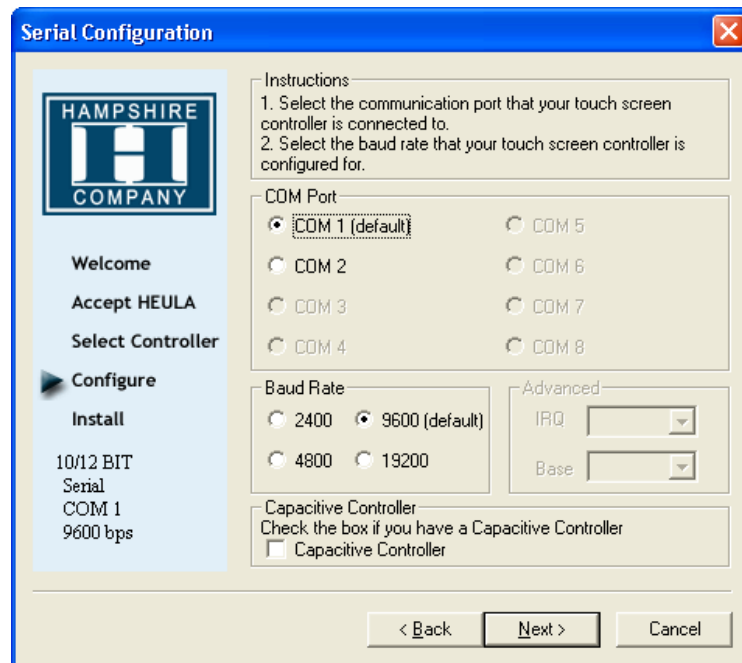 Serial Configuration
HAMPSHIRE
H
COMPANY
Welcome
Accept HEULA
Select Controller
Configure
Install
10/12 BIT
Serial
COM 1
9600 bps
Instructions
1. Select the communication port that your touch screen
controller is connected to.
2. Select the baud rate that your touch screen controller is
configured for.
COM Port
COM 1 (default) COM 5
COM 2 COM 6
COM 3 COM 7
COM 4 COM 8
Baud Rate
2400 9600 (default)
4800 19200
Advanced
IRQ
Base
Capacitive Controller
Check the box if you have a Capacitive Controller
Capacitive Controller
< Back Next > Cancel